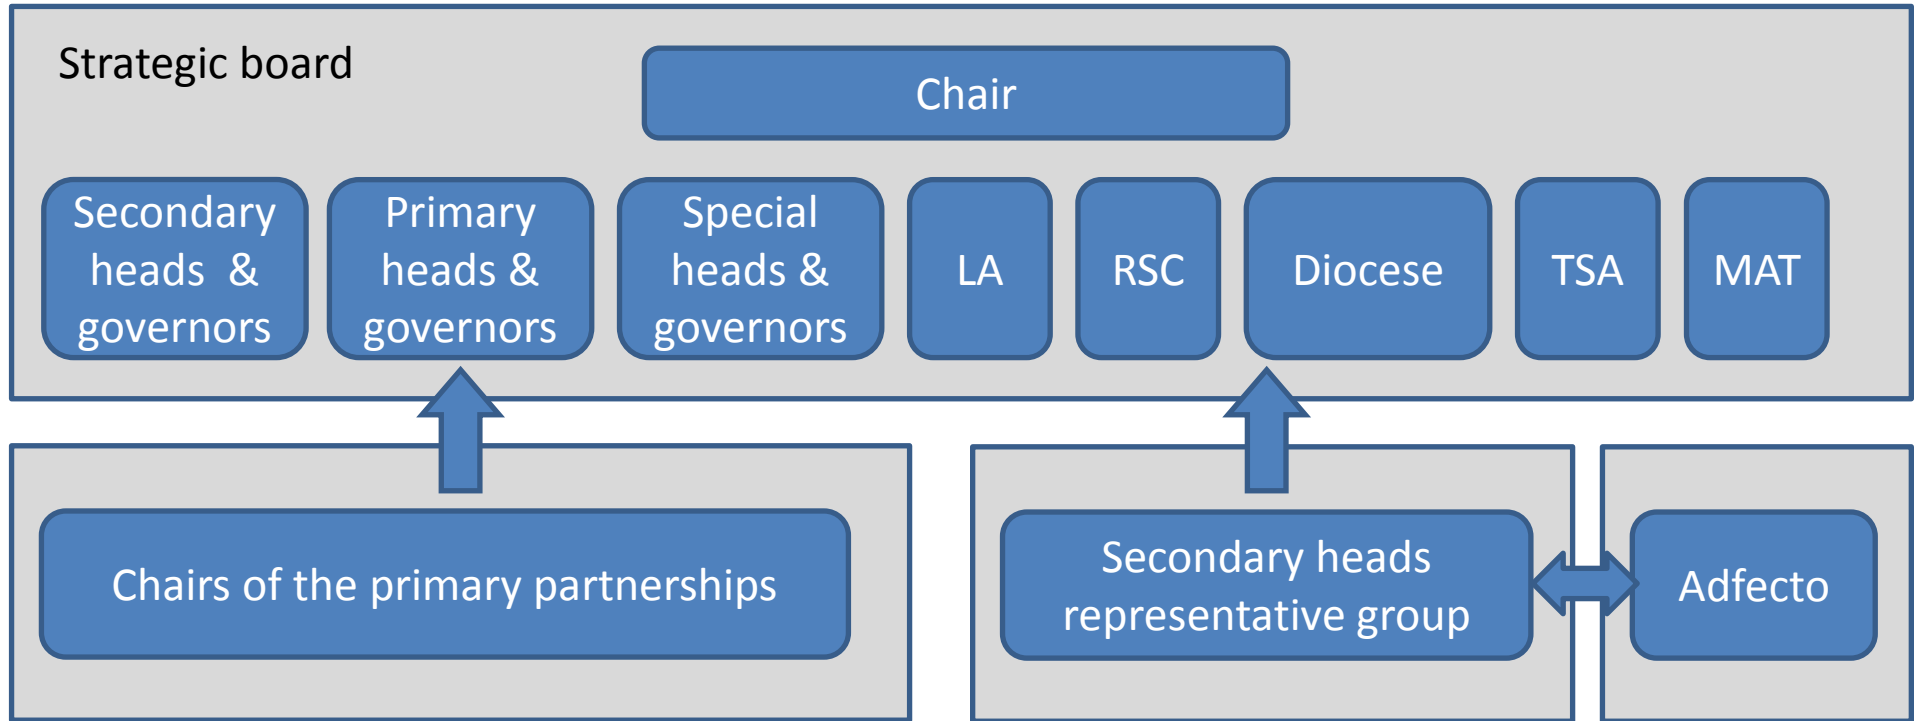 Strategic board
Chair
Secondary
heads & 
governors
Primary
heads &
governors
Special
heads &
governors
LA
RSC
Diocese
TSA
MAT
Chairs of the primary partnerships
Secondary heads
representative group
Adfecto